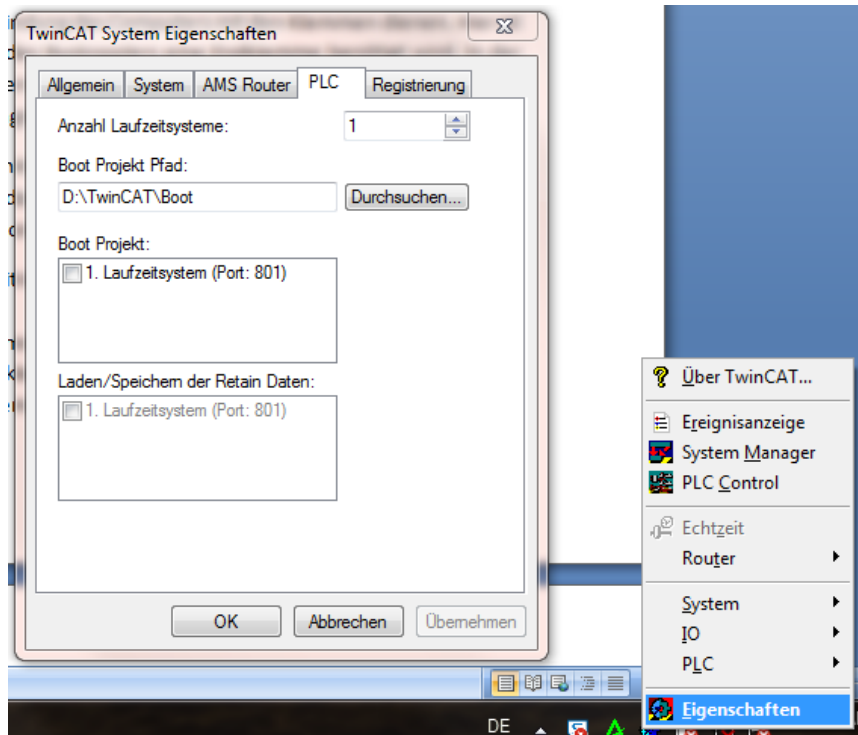 TwinCAT System Eigenschaften
Allgemein System AMS Router PLC Registrierung
Anzahl Laufzeitsysteme: 1
Boot Projekt Pfad:
D:\TwinCAT\Boot Durchsuchen...
Boot Projekt:
1. Laufzeitsystem (Port: 801)
Laden/Speichern der Retain Daten:
1. Laufzeitsystem (Port: 801)
OK Abbrechen Übernehmen
Über TwinCAT...
Ereignisanzeige
System Manager
PLC Control
Echtzeit
Router
System
IO
PLC
Eigenschaften
DE